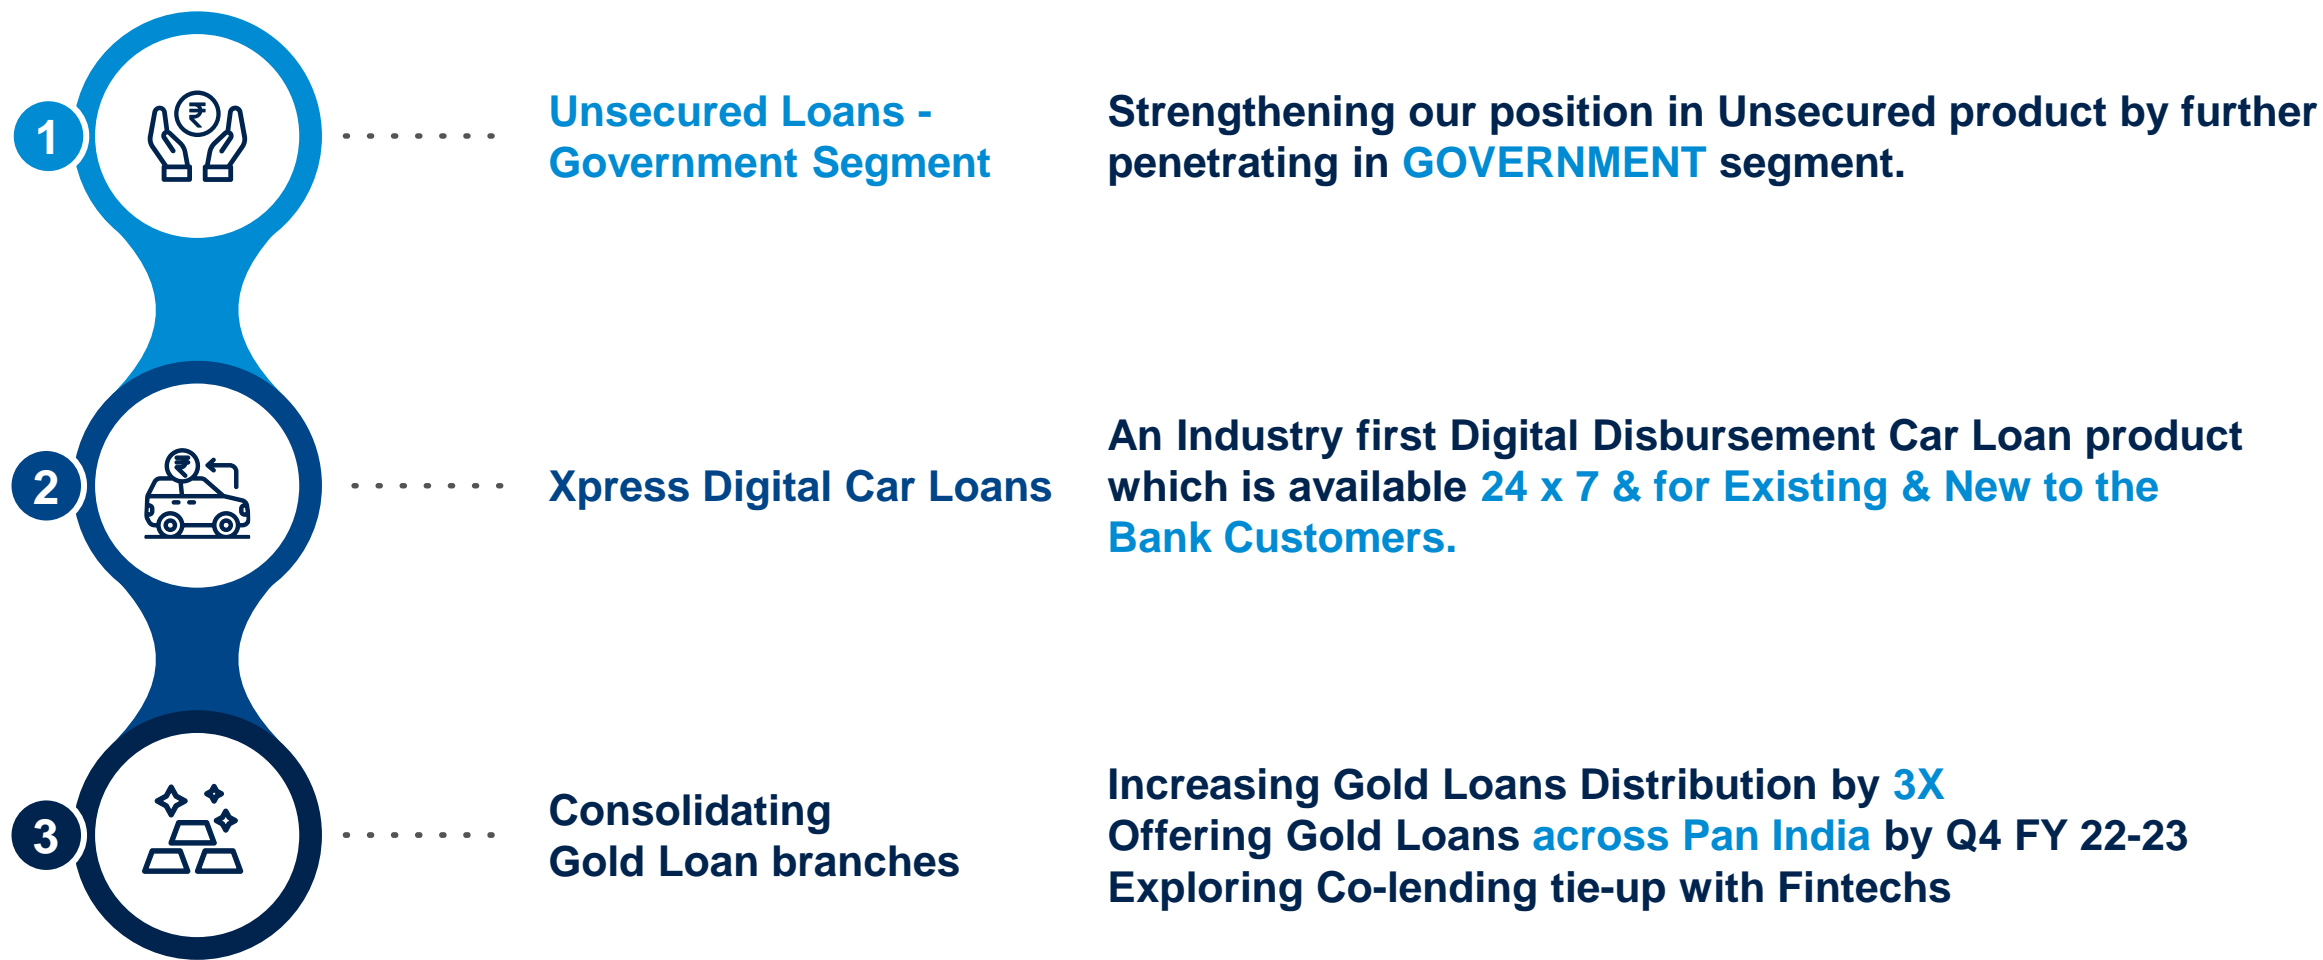 1
Unsecured Loans -
Government Segment
Strengthening our position in Unsecured product by further
penetrating in GOVERNMENT segment.
2
Xpress Digital Car Loans
An Industry first Digital Disbursement Car Loan product
which is available 24 x 7 & for Existing & New to the
Bank Customers.
3
Consolidating
Gold Loan branches
Increasing Gold Loans Distribution by 3X
Offering Gold Loans across Pan India by Q4 FY 22-23
Exploring Co-lending tie-up with Fintechs